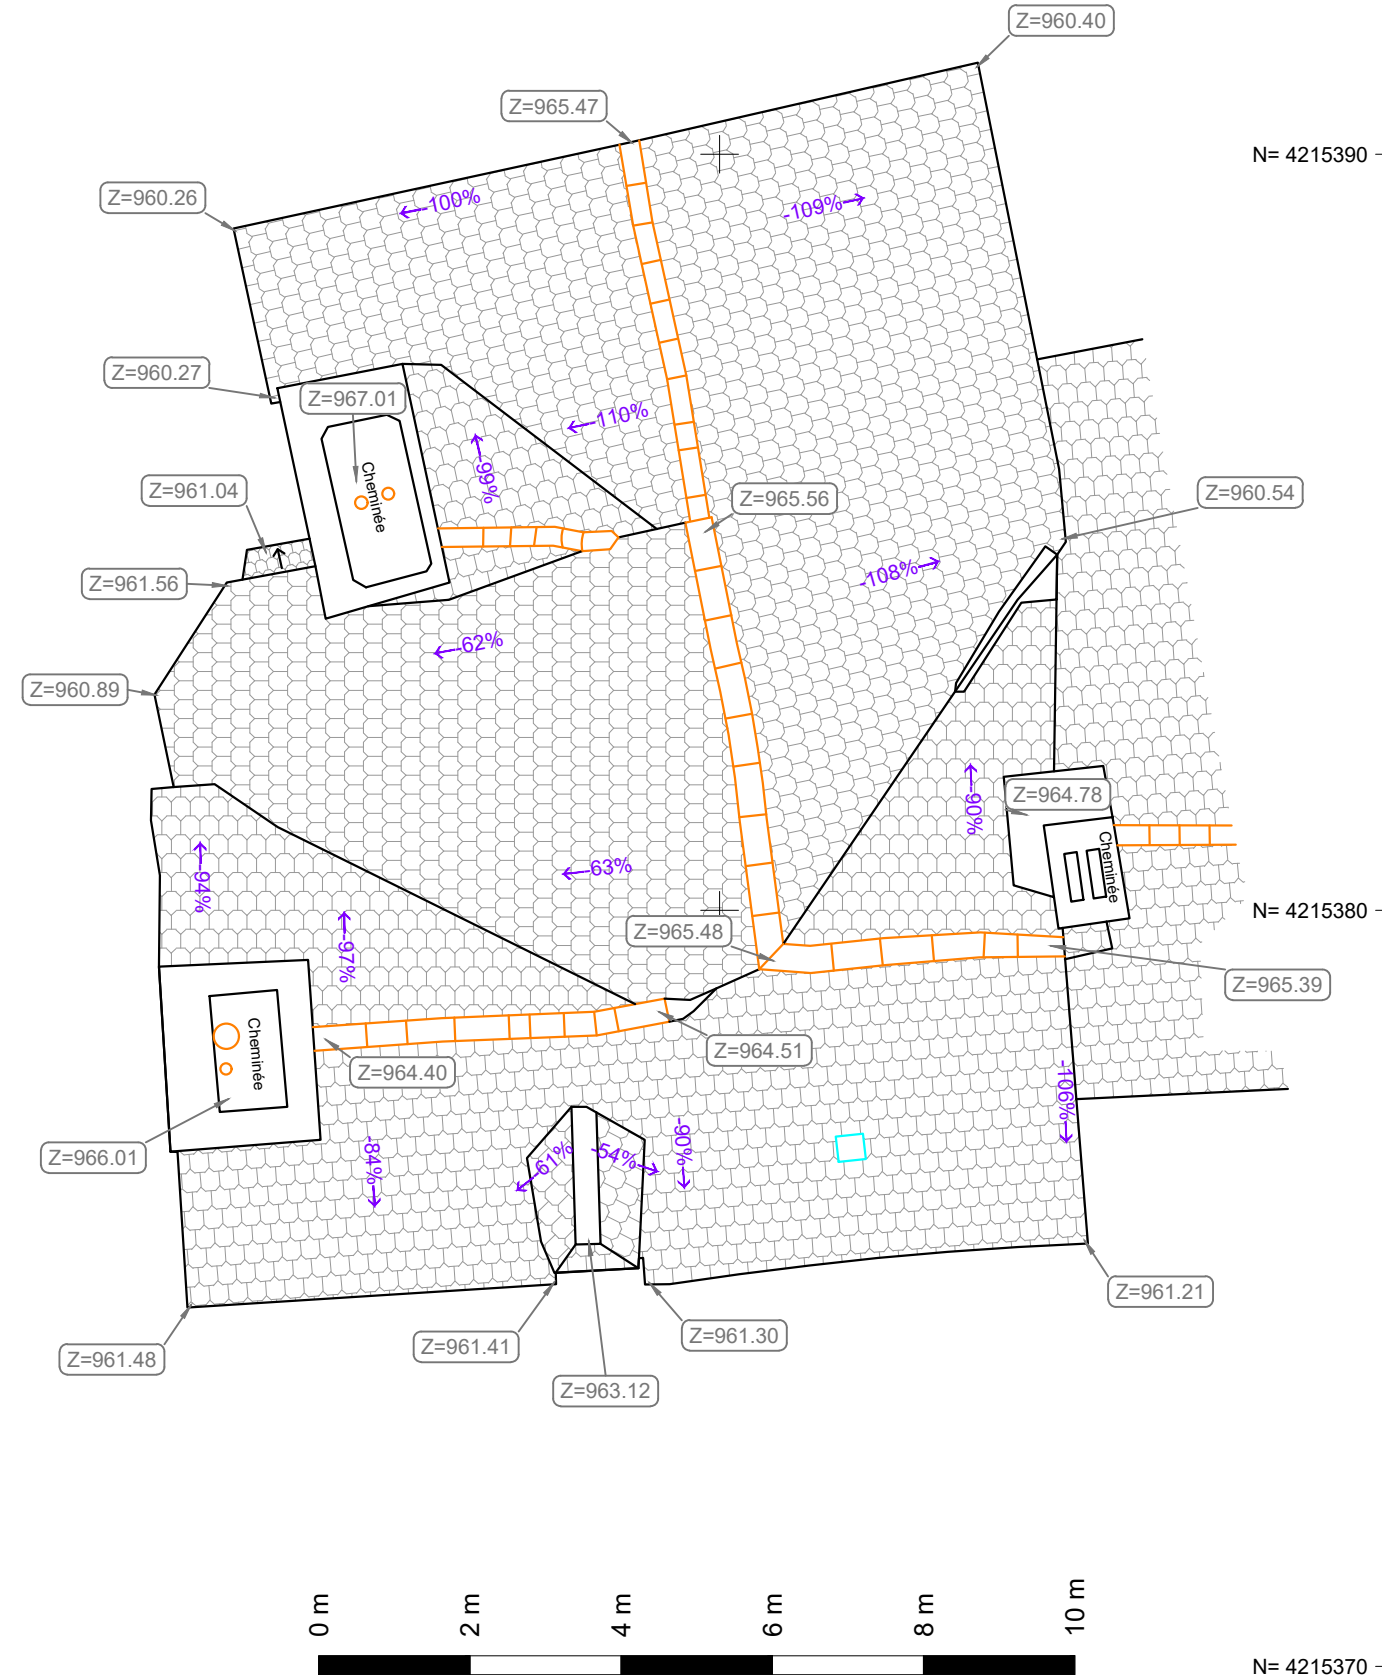 Z=960.40
Z=965.47
N= 4215390
Z=960.26
-100%
-109%
Z=960.27
Z=967.01
-110%
Cheminée
-99%
Z=961.04
Z=965.56
Z=960.54
Z=961.56
-108%
-62%
Z=960.89
Z=964.78
-90%
Cheminée
-63%
-94%
N= 4215380
Z=965.48
-97%
Z=965.39
Cheminée
Z=964.51
Z=964.40
-106%
Z=966.01
-84%
-61%
-54%
-90%
Z=961.21
Z=961.30
Z=961.41
Z=961.48
Z=963.12
0 m
2 m
4 m
6 m
8 m
10 m
N= 4215370